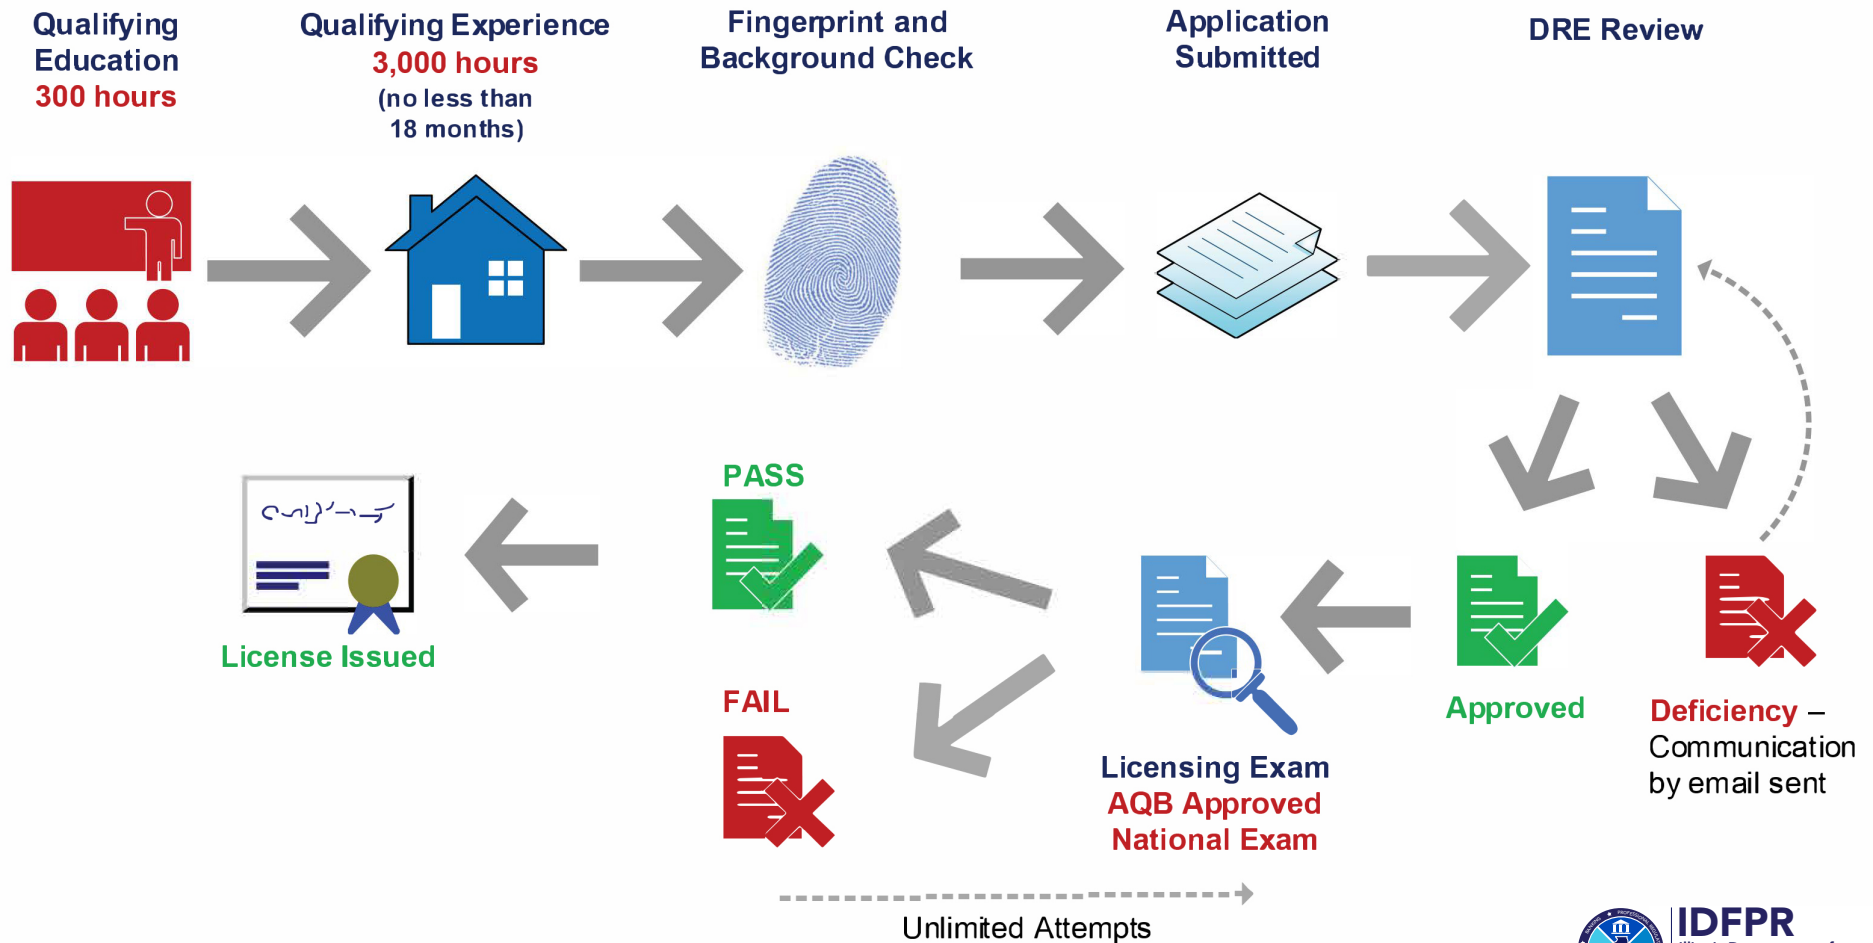 Qualifying
Education
300 hours
Qualifying Experience
3,000 hours
(no less than
18 months)
Fingerprint and
Background Check
Application
Submitted
DRE Review
PASS
License Issued
FAIL
Licensing Exam
AQB Approved
National Exam
Approved
Deficiency –
Communication
by email sent
Unlimited Attempts
IDFPR